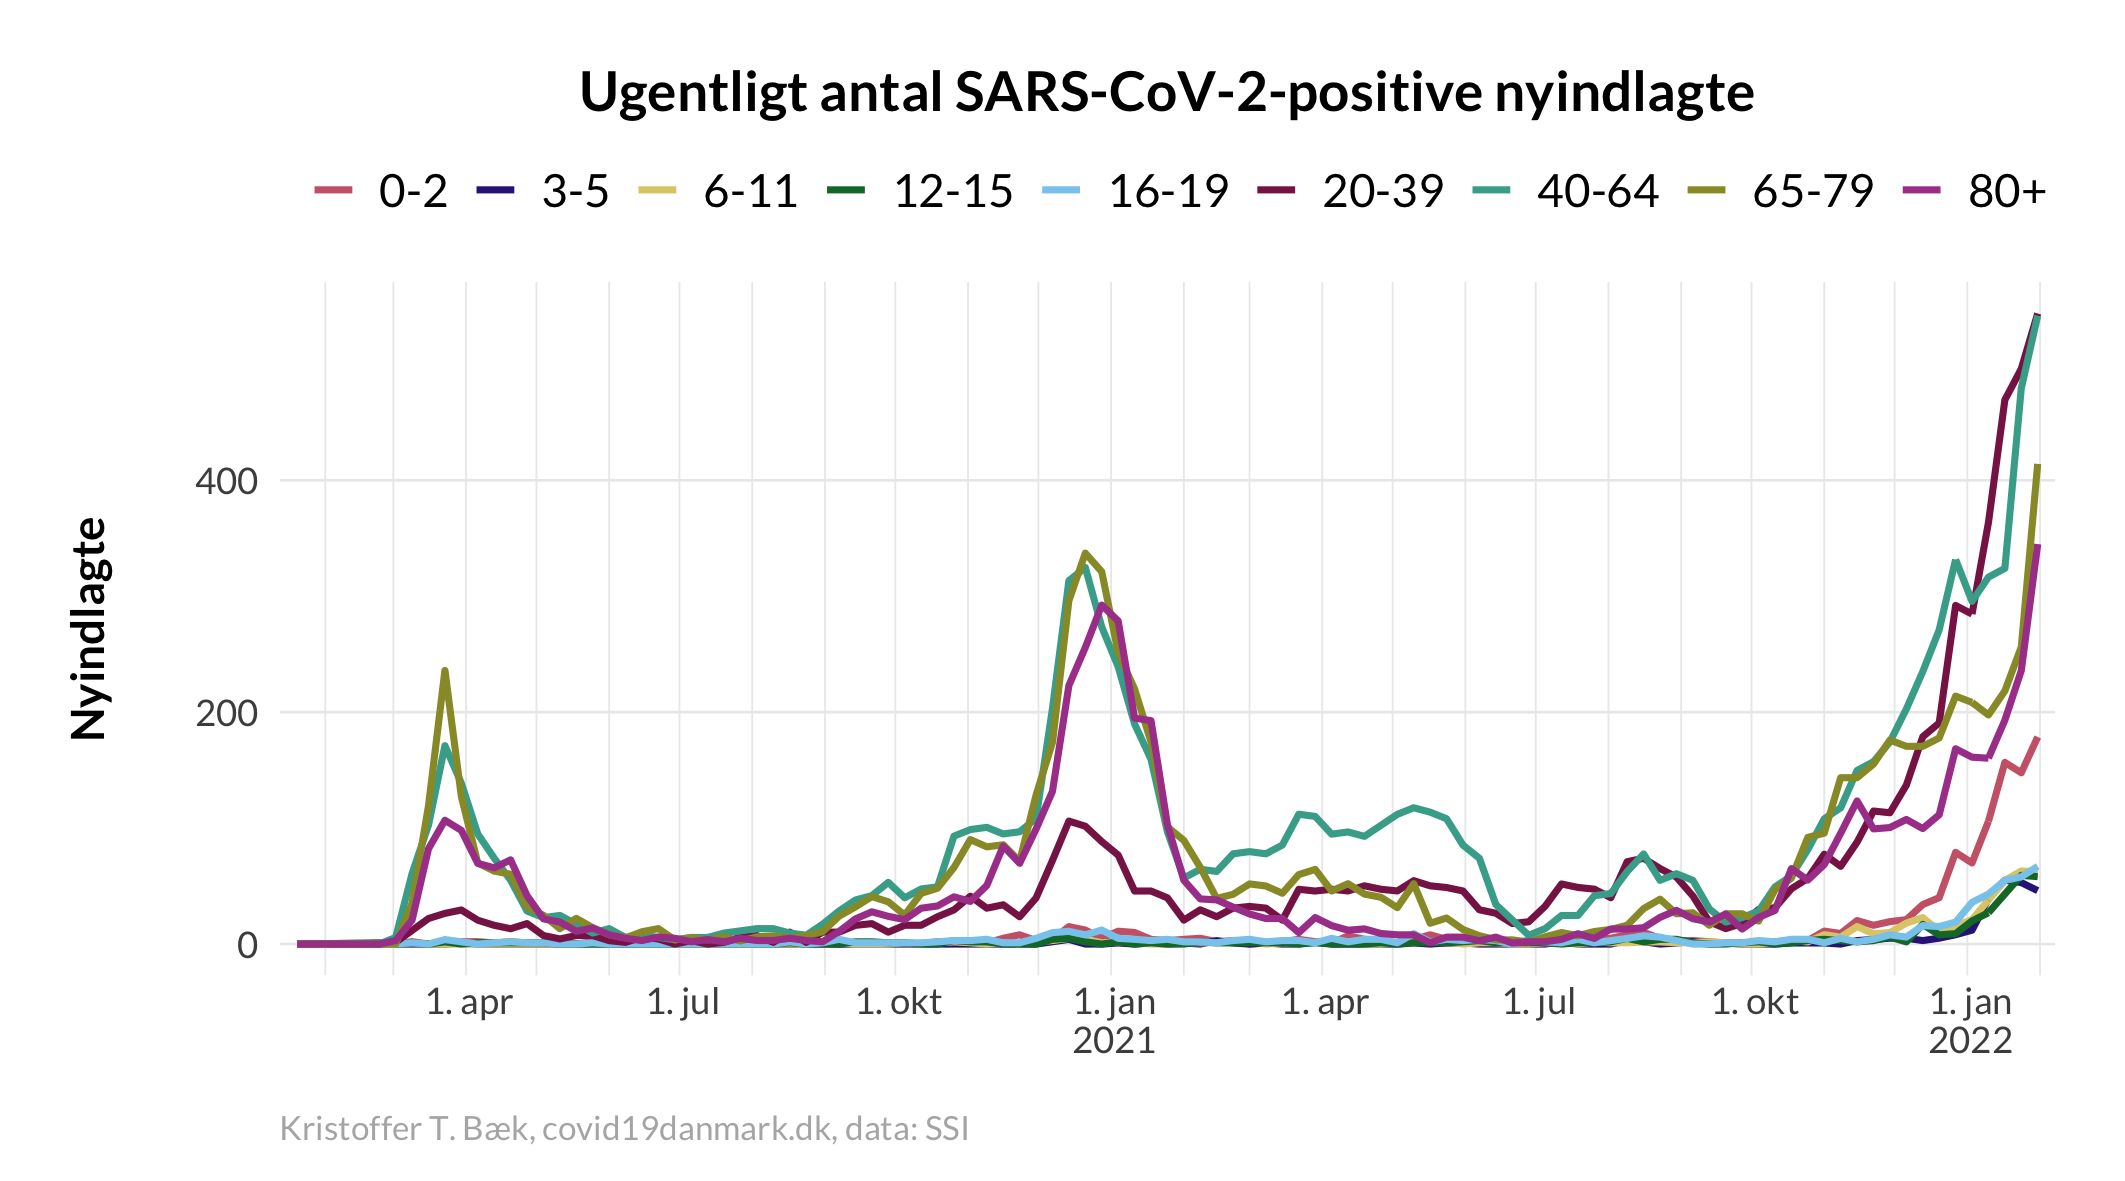 Ugentligt antal SARS-CoV-2-positive nyindlagte
0-2 3-5 6-11 12-15 16-19 20-39 40-64 65-79 80+
Nyindlagte
400
200
0
1. apr 1. jul 1. okt 1. jan 1. apr 1. jul 1. okt 1. jan
2021 2022
Kristoffer T. Bæk, covid19danmark.dk, data: SSI